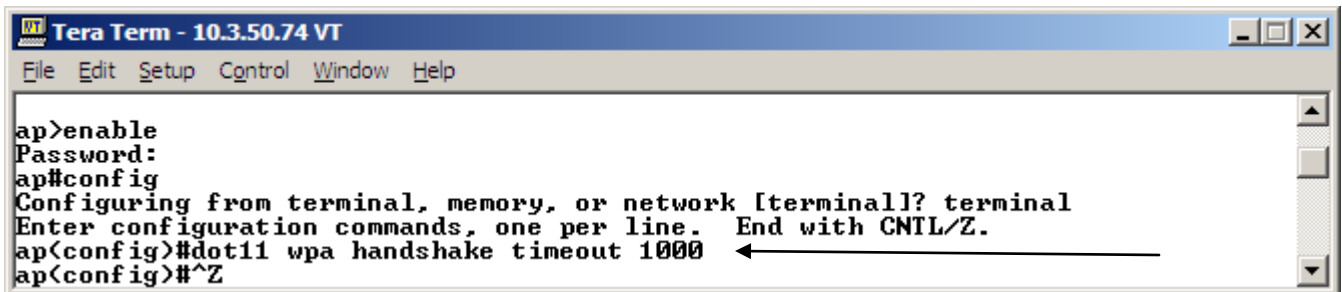 Tera Term - 10.3.50.74 VT
File Edit Setup Control Window Help
ap>enable
Password:
ap#config
Configuring from terminal, memory, or network [terminal]? terminal
Enter configuration commands, one per line.  End with CNTL/Z.
ap(config)#dot11 wpa handshake timeout 1000
ap(config)#^Z